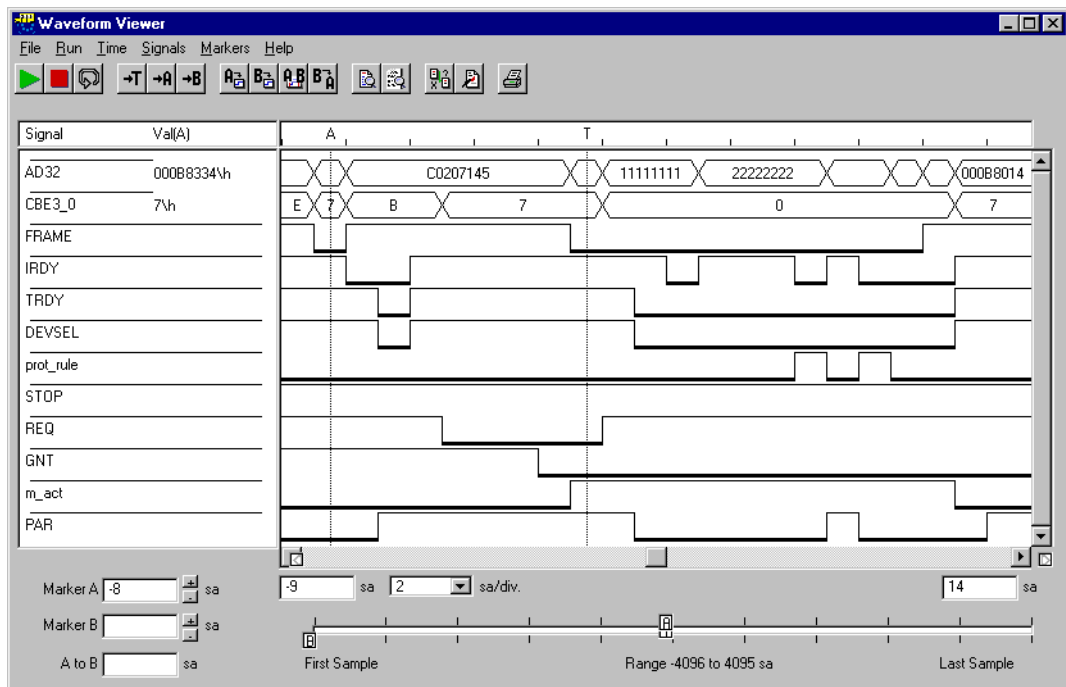 Waveform Viewer
File Run Time Signals Markers Help
→T →A →B A B A B B A
Signal Val(A) A T
AD32 000B8334\h C0207145 11111111 22222222 000B8014
CBE3_0 7\h E 7 B 7 0 7
FRAME
IRDY
TRDY
DEVSEL
prot_rule
STOP
REQ
GNT
m_act
PAR
Marker A -8 + - sa -9 sa 2 sa/div. 14 sa
Marker B + - sa A B
A to B sa First Sample Range -4096 to 4095 sa Last Sample